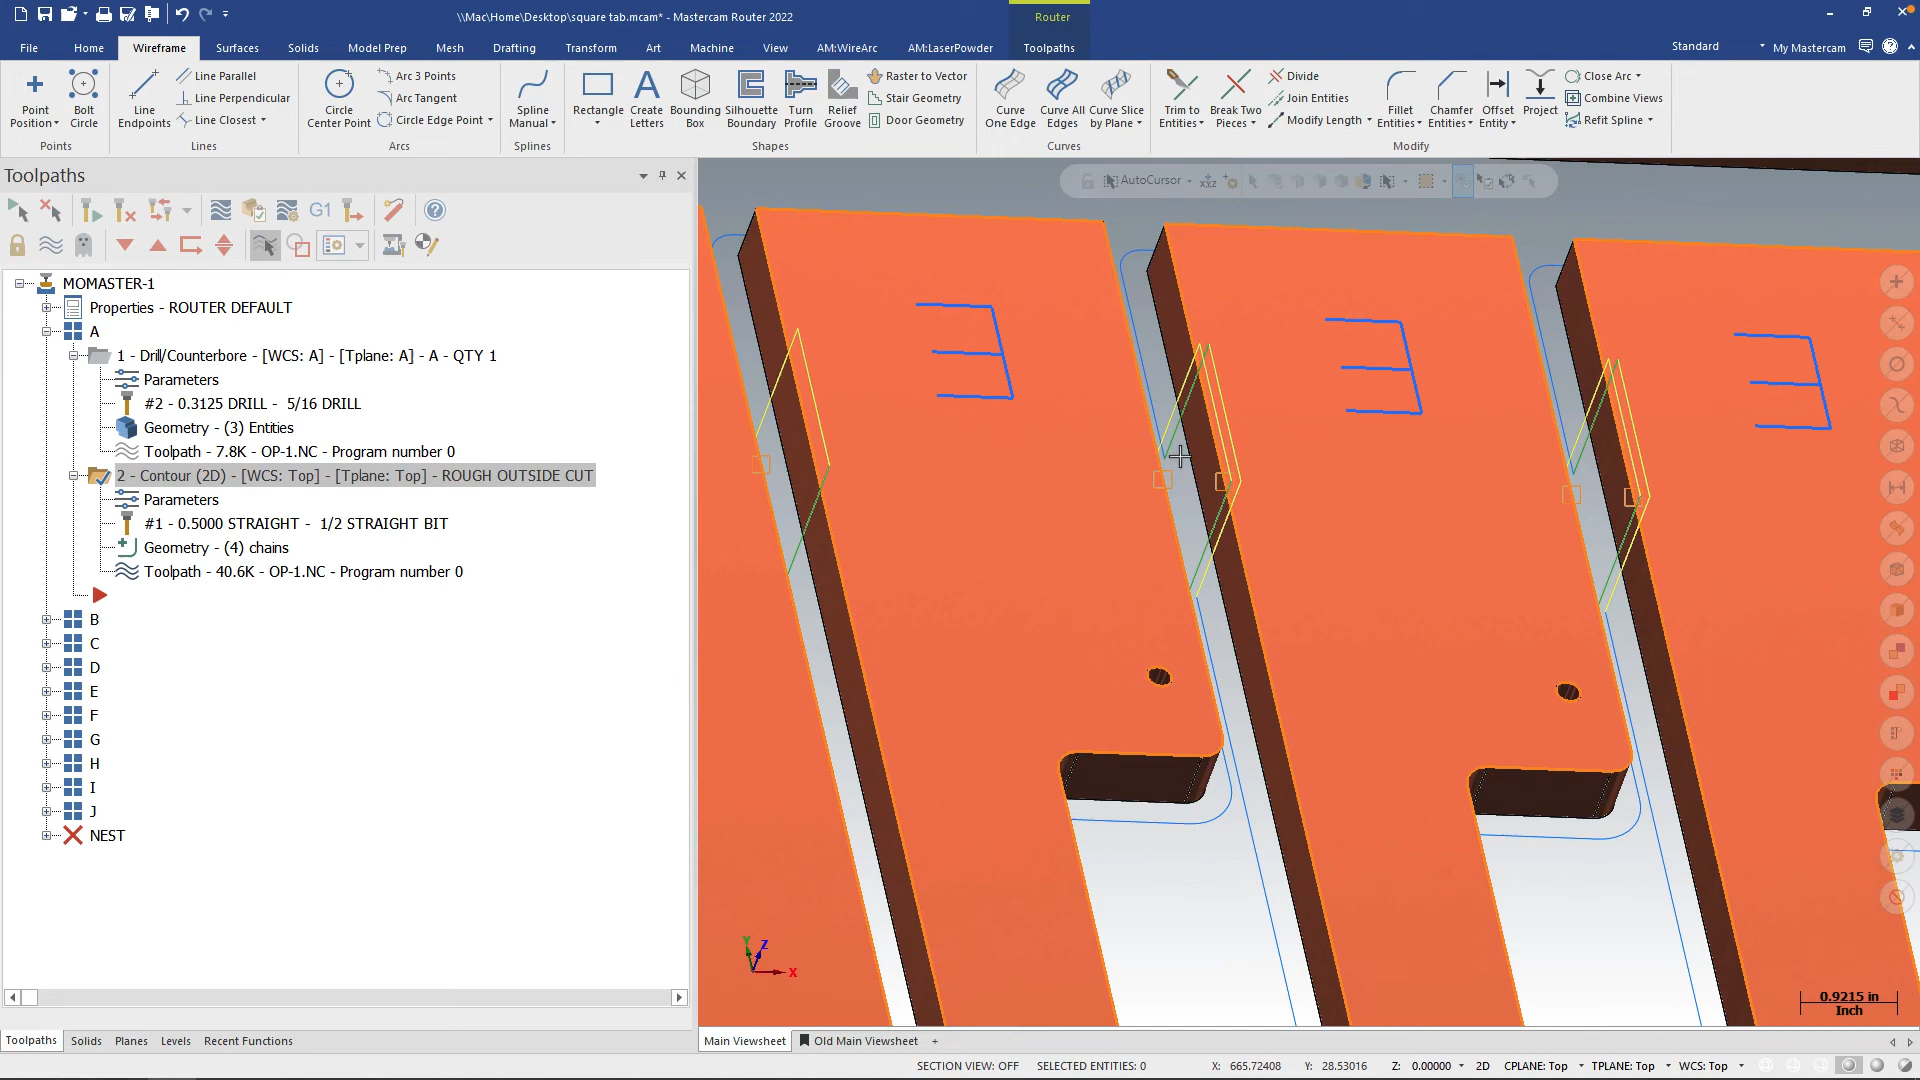 \\Mac\Home\Desktop\square tab.mcam* - Mastercam Router 2022
Router
File Home Wireframe Surfaces Solids Model Prep Mesh Drafting Transform Art Machine View AM:WireArc AM:LaserPowder Toolpaths
Standard My Mastercam
Point Position
Bolt Circle
Points
Line Endpoints
Line Parallel
Line Perpendicular
Line Closest
Lines
Circle Center Point
Arc 3 Points
Arc Tangent
Circle Edge Point
Arcs
Spline Manual
Splines
Rectangle
Create Letters
Bounding Box
Silhouette Boundary
Turn Profile
Relief Groove
Raster to Vector
Stair Geometry
Door Geometry
Shapes
Curve One Edge
Curve All Edges
Curve Slice by Plane
Curves
Trim to Entities
Break Two Pieces
Divide
Join Entities
Modify Length
Fillet Entities
Chamfer Entities
Offset Entity
Project
Close Arc
Combine Views
Refit Spline
Modify
Toolpaths
G1
AutoCursor
XYZ
MOMASTER-1
Properties - ROUTER DEFAULT
A
1 - Drill/Counterbore - [WCS: A] - [Tplane: A] - A - QTY 1
Parameters
#2 - 0.3125 DRILL - 5/16 DRILL
Geometry - (3) Entities
Toolpath - 7.8K - OP-1.NC - Program number 0
2 - Contour (2D) - [WCS: Top] - [Tplane: Top] - ROUGH OUTSIDE CUT
Parameters
#1 - 0.5000 STRAIGHT - 1/2 STRAIGHT BIT
Geometry - (4) chains
Toolpath - 40.6K - OP-1.NC - Program number 0
B
C
D
E
F
G
H
I
J
NEST
E E E
Y Z X
0.9215 in
Inch
Toolpaths Solids Planes Levels Recent Functions
Main Viewsheet Old Main Viewsheet +
SECTION VIEW: OFF SELECTED ENTITIES: 0 X: 665.72408 Y: 28.53016 Z: 0.00000 2D CPLANE: Top TPLANE: Top WCS: Top